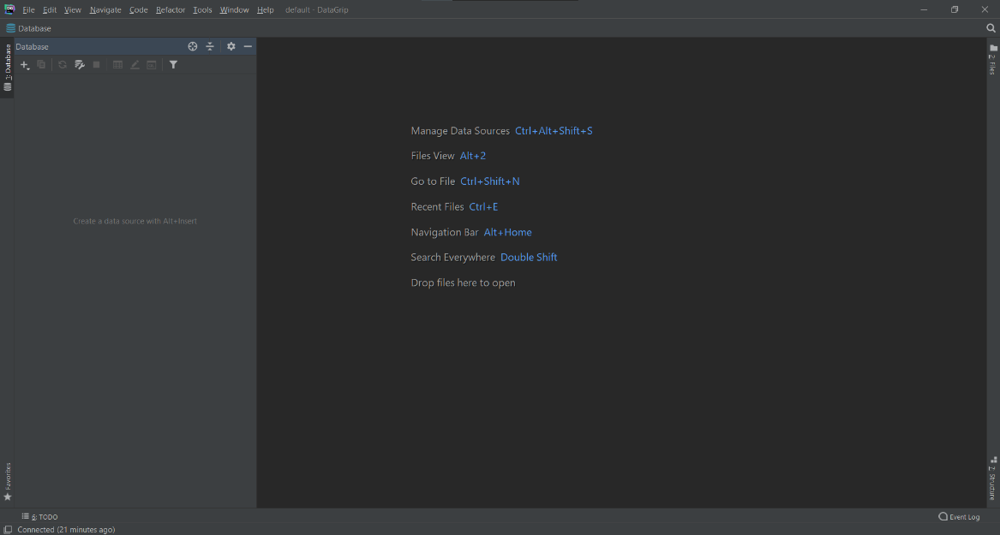 File Edit View Navigate Code Refactor Tools Window Help default - DataGrip
Database
Database
1: Database
2: Files
Manage Data Sources Ctrl+Alt+Shift+S
Files View Alt+2
Go to File Ctrl+Shift+N
Recent Files Ctrl+E
Navigation Bar Alt+Home
Search Everywhere Double Shift
Drop files here to open
Create a data source with Alt+Insert
Favorites
7: Structure
6: TODO
Event Log
Connected (21 minutes ago)